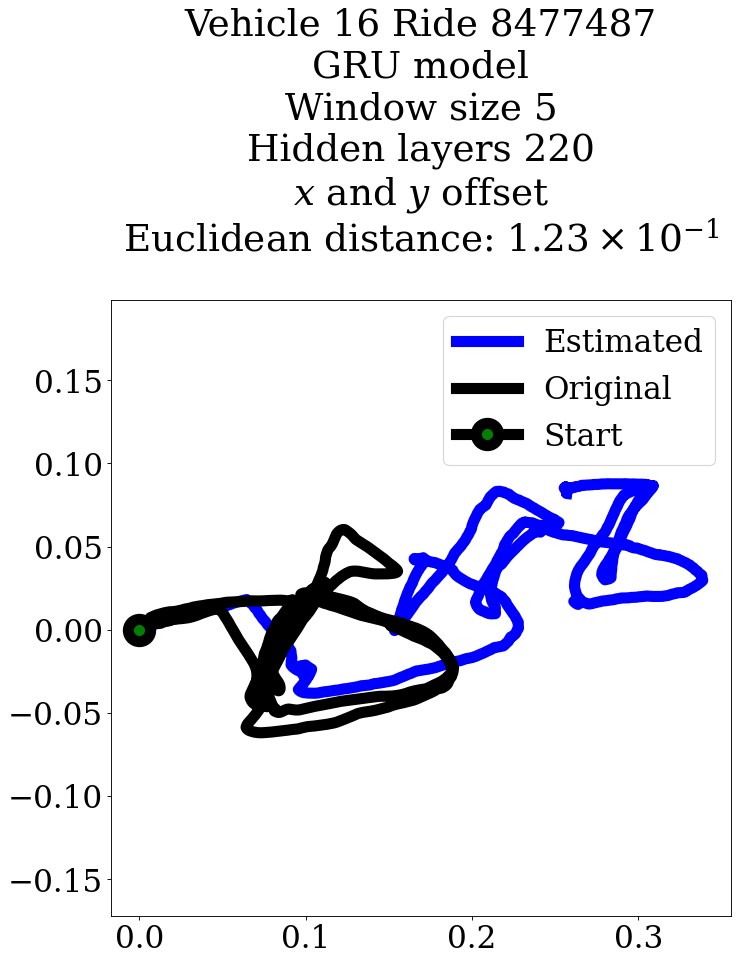 Vehicle 16 Ride 8477487
GRU model
Window size 5
Hidden layers 220
x and y offset
Euclidean distance: 1.23 × 10⁻¹
Estimated
Original
Start
0.15
0.10
0.05
0.00
−0.05
−0.10
−0.15
0.0 0.1 0.2 0.3